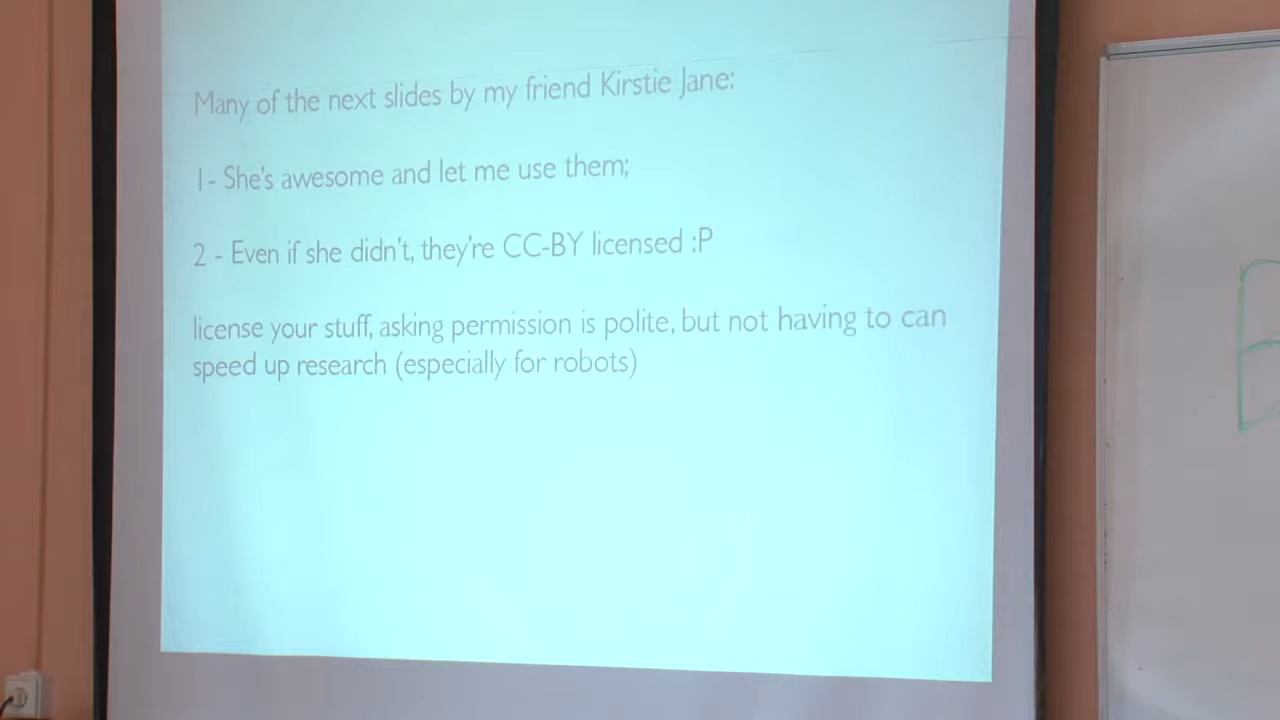 Many of the next slides by my friend Kirstie Jane:
1- She's awesome and let me use them;
2 - Even if she didn't, they're CC-BY licensed :P
license your stuff, asking permission is polite, but not having to can
speed up research (especially for robots)